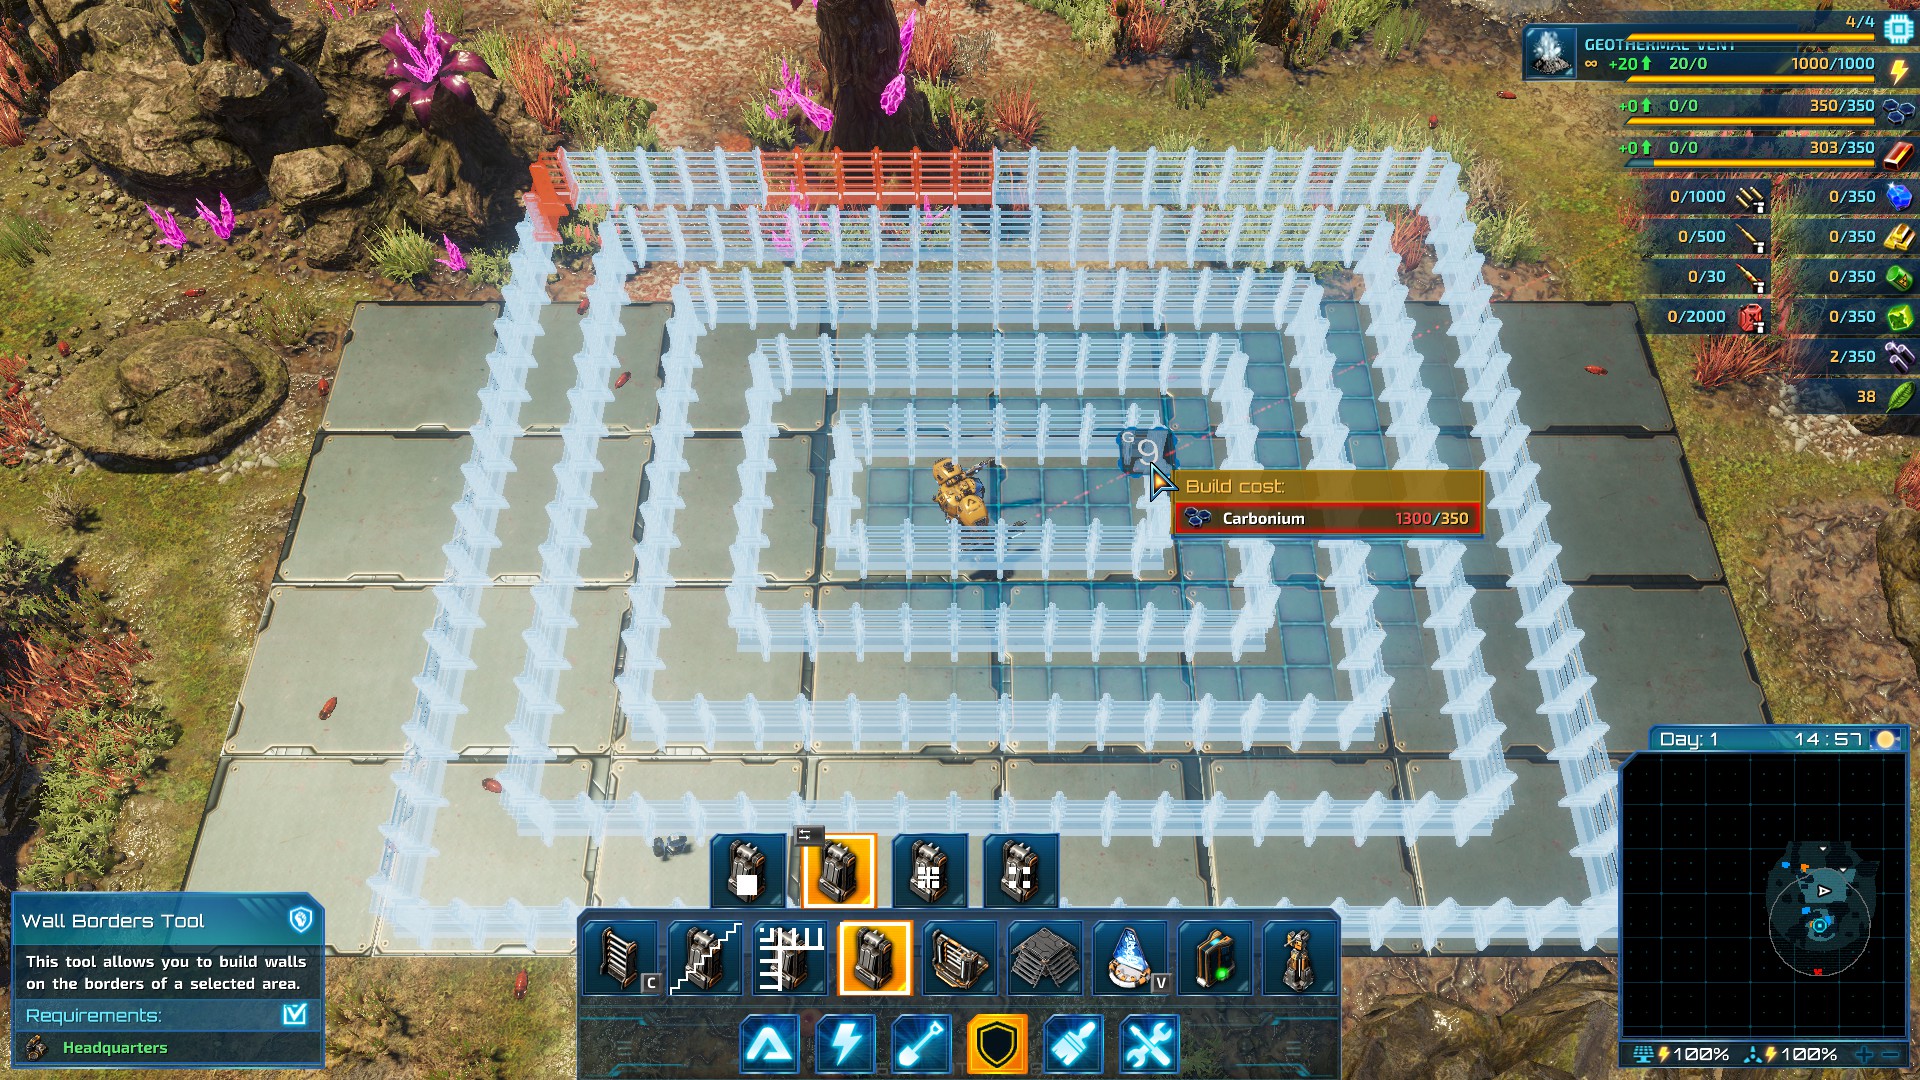 4/4
GEOTHERMAL VENT
∞ +20 20/0 1000/1000
+0 0/0 350/350
+0 0/0 303/350
0/1000 0/350
0/500 0/350
0/30 0/350
0/2000 0/350
2/350
38
G 9
Build cost:
Carbonium 1300/350
Day: 1 14:57
Wall Borders Tool
This tool allows you to build walls
on the borders of a selected area.
Requirements:
Headquarters
C
V
100% 100%